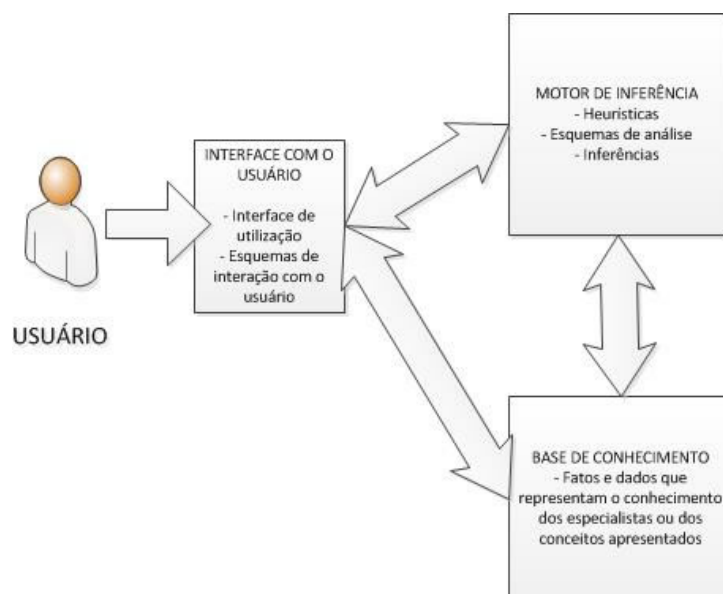 USUÁRIO
INTERFACE COM O
USUÁRIO
- Interface de
utilização
- Esquemas de
interação com o
usuário
MOTOR DE INFERÊNCIA
- Heurísticas
- Esquemas de análise
- Inferências
BASE DE CONHECIMENTO
- Fatos e dados que
representam o conhecimento
dos especialistas ou dos
conceitos apresentados